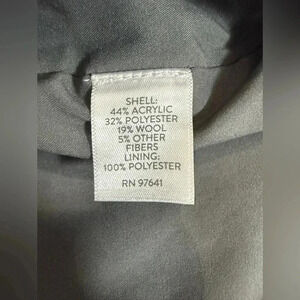 SHELL:
44% ACRYLIC
32% POLYESTER
19% WOOL
5% OTHER
FIBERS
LINING:
100% POLYESTER
RN 97641